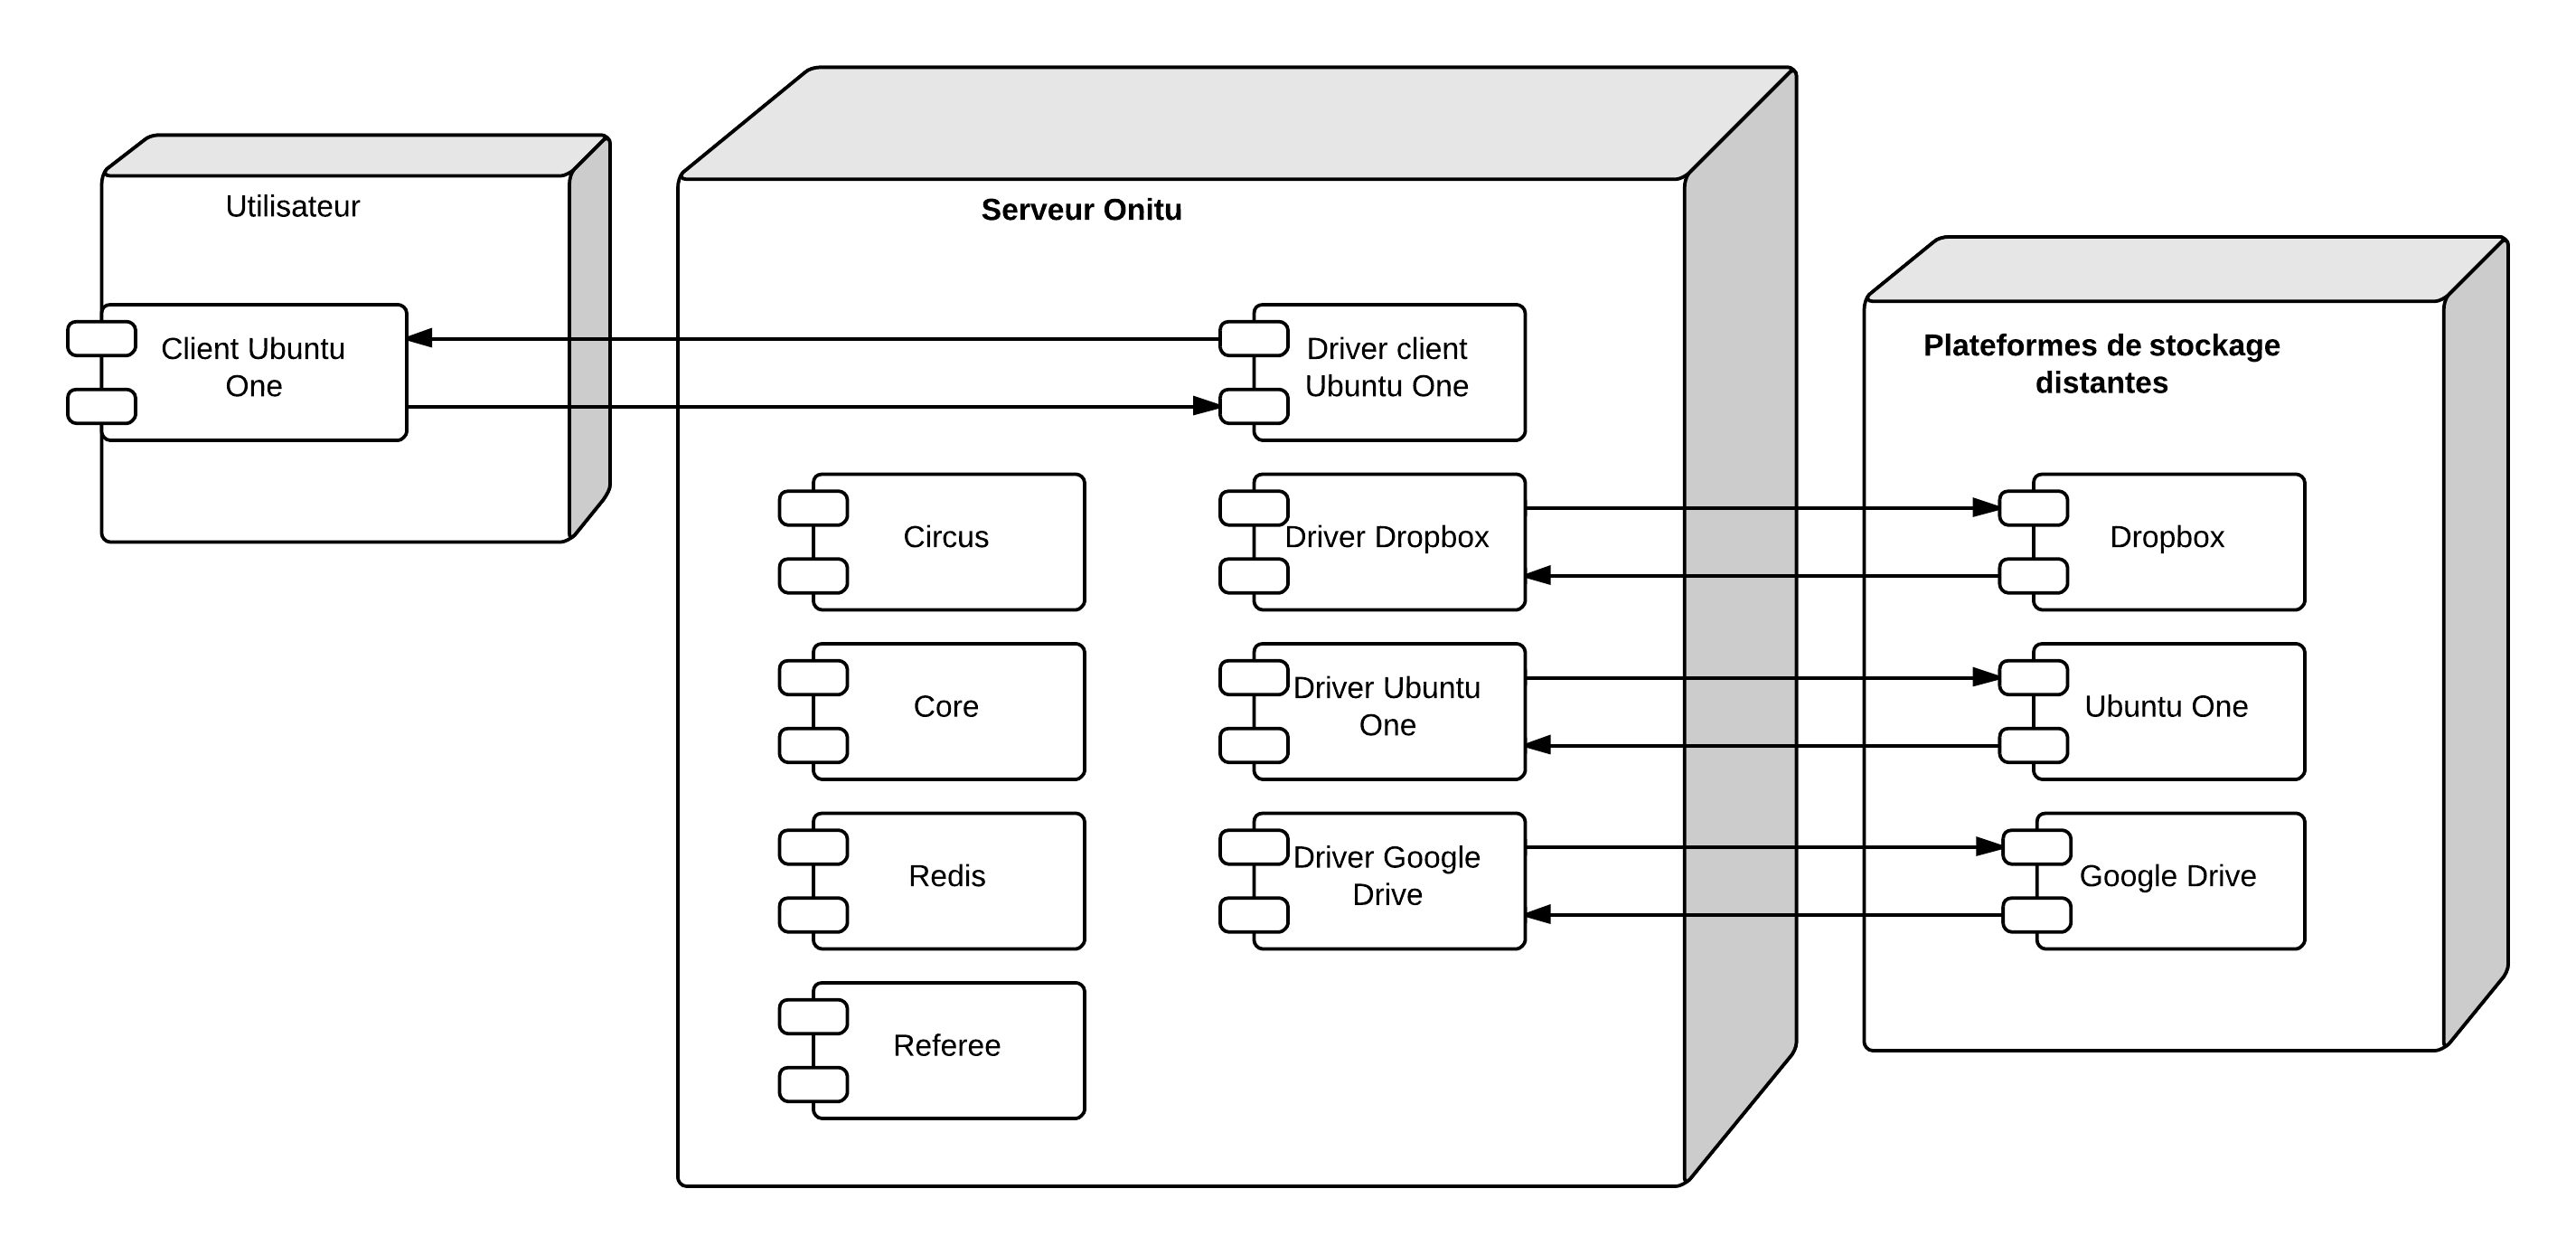 Utilisateur
Client Ubuntu
One
Serveur Onitu
Driver client
Ubuntu One
Circus
Driver Dropbox
Core
Driver Ubuntu
One
Redis
Driver Google
Drive
Referee
Plateformes de stockage
distantes
Dropbox
Ubuntu One
Google Drive